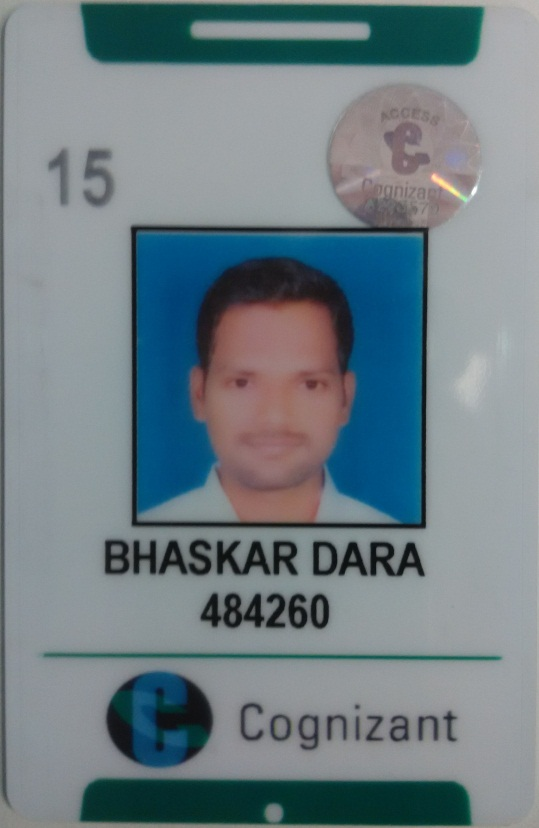 ACCESS
Cognizant
15
BHASKAR DARA
484260
Cognizant